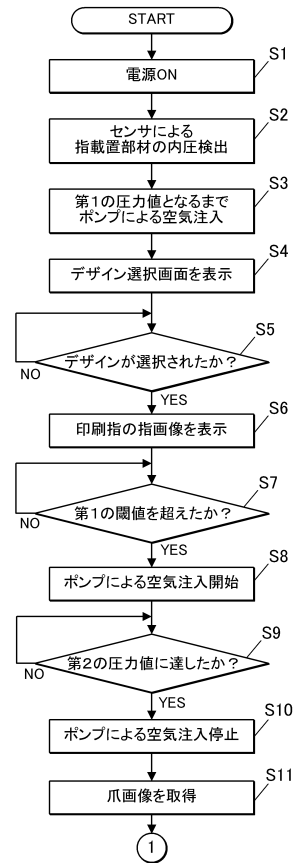 START
S1
電源ON
S2
センサによる
指載置部材の内圧検出
S3
第1の圧力値となるまで
ポンプによる空気注入
S4
デザイン選択画面を表示
S5
デザインが選択されたか？
NO
YES
S6
印刷指の指画像を表示
S7
第1の閾値を超えたか？
NO
YES
S8
ポンプによる空気注入開始
S9
第2の圧力値に達したか？
NO
YES
S10
ポンプによる空気注入停止
S11
爪画像を取得
1